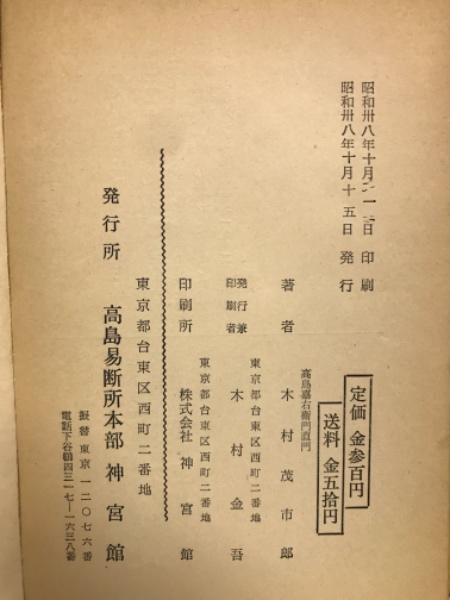 昭和卅八年十月十一日 印刷
昭和卅八年十月十五日 発行
定価 金参百円
送料 金五拾円
高島嘉右衛門直門
著者 木村茂市郎
東京都台東区西町二番地
発行兼印刷者 木村金吾
東京都台東区西町二番地
印刷所 株式会社神宮館
東京都台東区西町二番地
発行所 高島易断所本部神宮館
振替東京一二〇七六番
電話下谷 四三一七—一六三八番